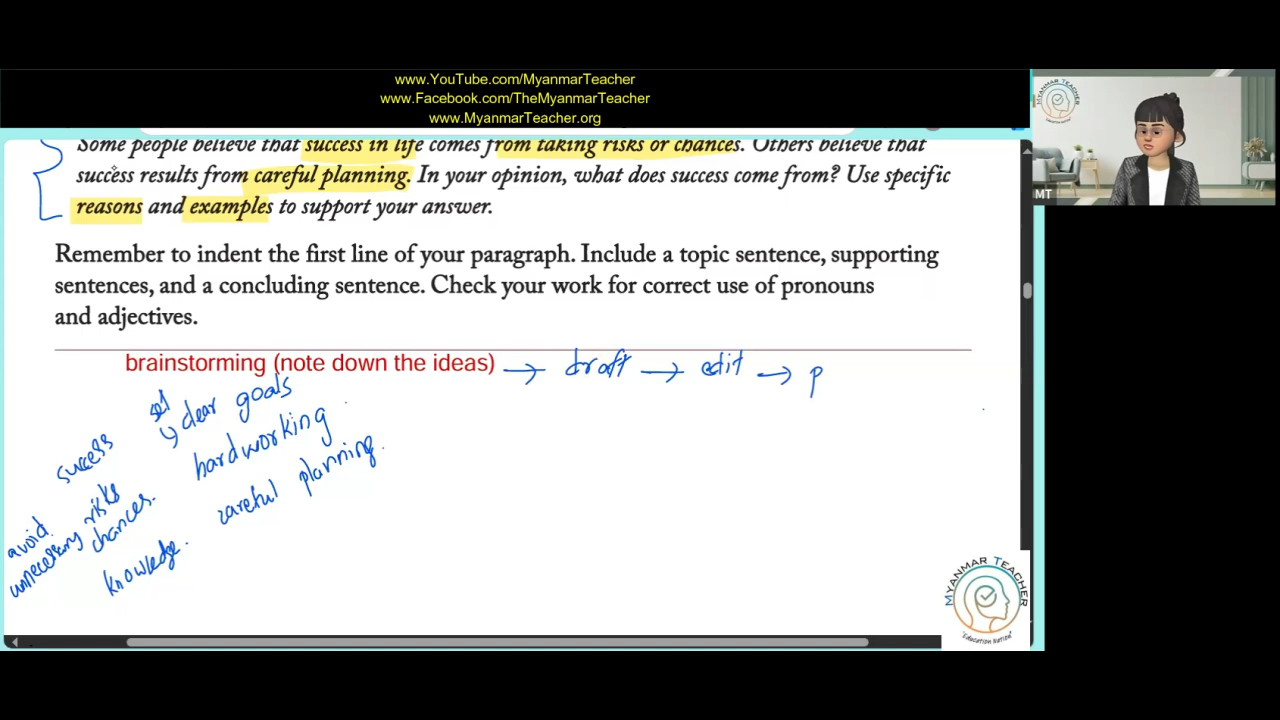 www.YouTube.com/MyanmarTeacher
www.Facebook.com/TheMyanmarTeacher
www.MyanmarTeacher.org
Some people believe that success in life comes from taking risks or chances. Others believe that
success results from careful planning. In your opinion, what does success come from? Use specific
reasons and examples to support your answer.
Remember to indent the first line of your paragraph. Include a topic sentence, supporting
sentences, and a concluding sentence. Check your work for correct use of pronouns
and adjectives.
brainstorming (note down the ideas) → draft → edit → p
set
clear goals
success
hardworking
risks
chances.
careful planning.
avoid
unnecessary
knowledge.
MYANMAR TEACHER
MT
MYANMAR TEACHER
"Education Nation"